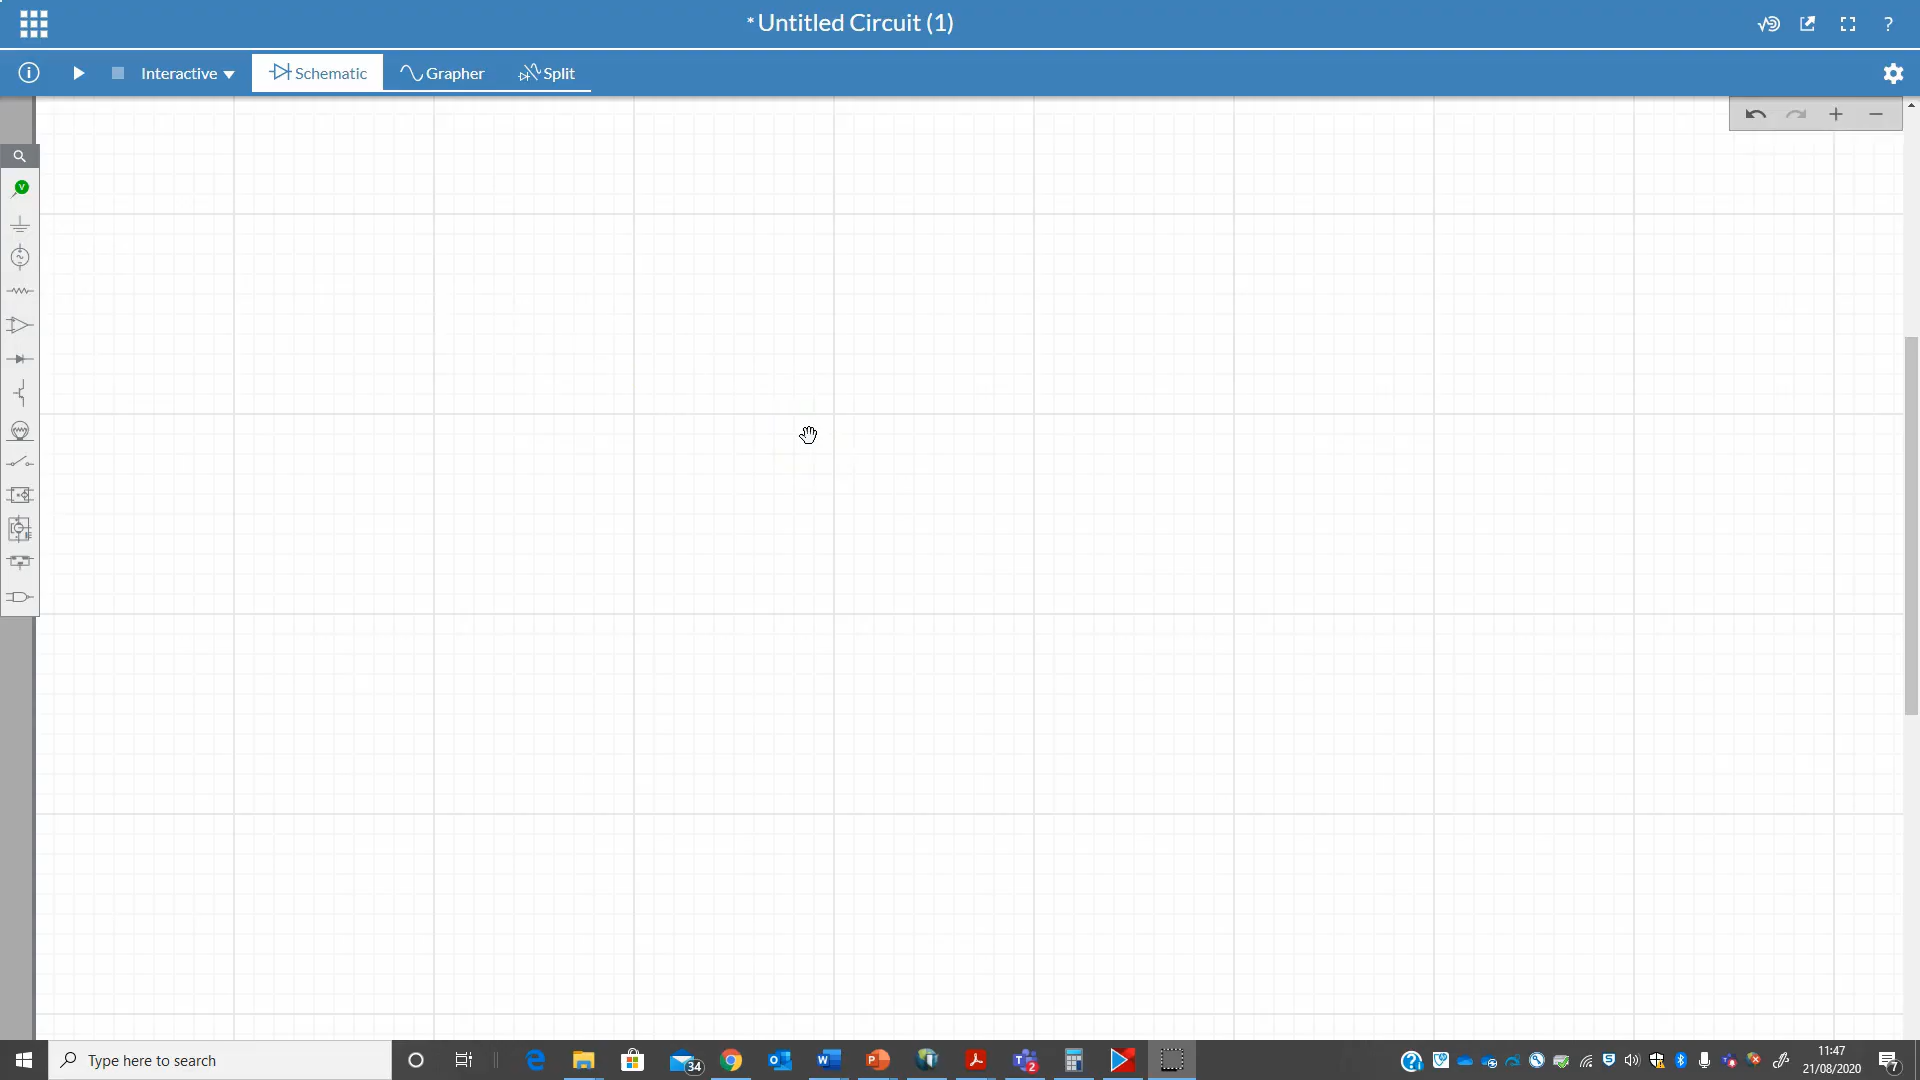 * Untitled Circuit (1)
?
i
Interactive
Schematic
Grapher
Split
V
Type here to search
34
2
11:47
21/08/2020
7